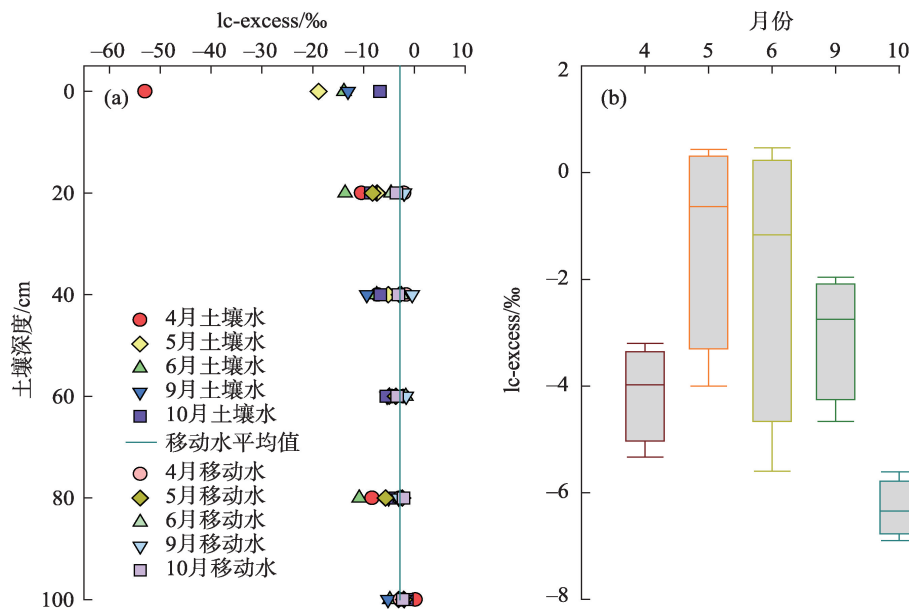 lc-excess/‰
–60 –50 –40 –30 –20 –10 0 10
(a)
0
20
40
60
80
100
土壤深度/cm
4月土壤水
5月土壤水
6月土壤水
9月土壤水
10月土壤水
移动水平均值
4月移动水
5月移动水
6月移动水
9月移动水
10月移动水
月份
4 5 6 9 10
(b)
2
0
–2
–4
–6
–8
lc-excess/‰